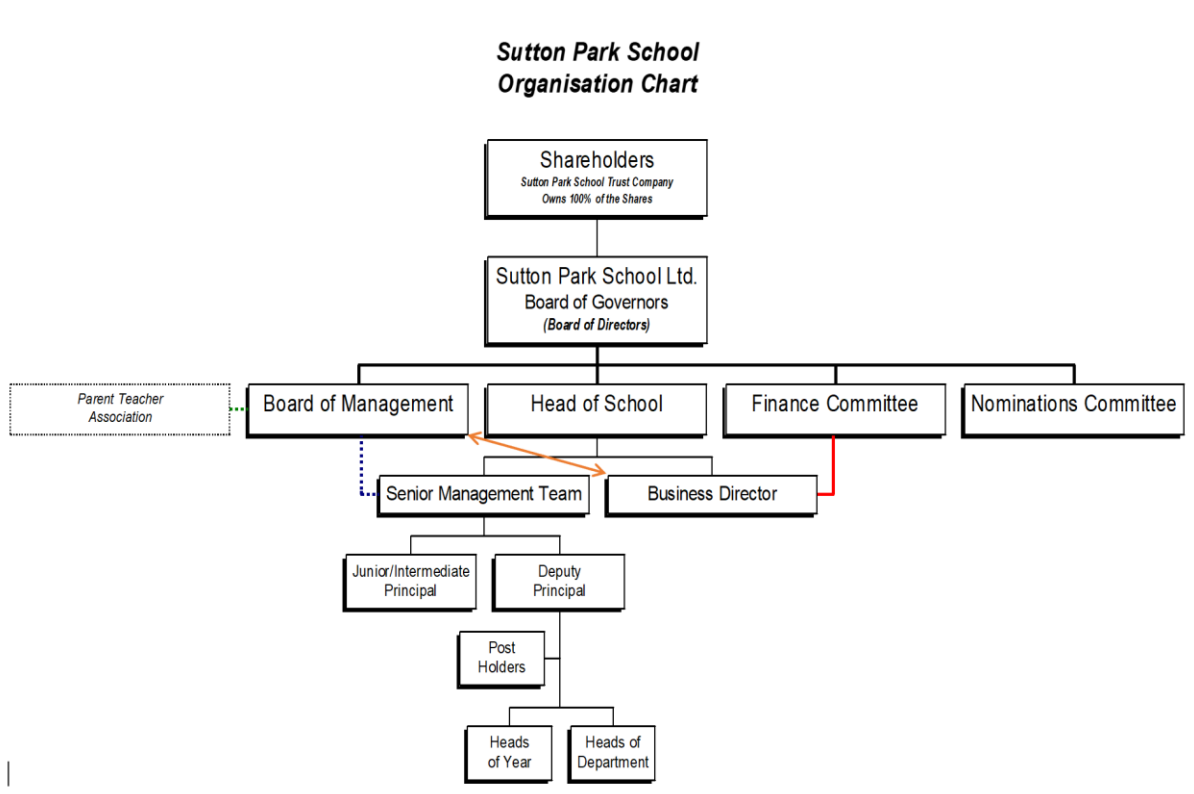 Sutton Park School
Organisation Chart
Shareholders
Sutton Park School Trust Company
Owns 100% of the Shares
Sutton Park School Ltd.
Board of Governors
(Board of Directors)
Parent Teacher
Association
Board of Management
Head of School
Finance Committee
Nominations Committee
Senior Management Team
Business Director
Junior/Intermediate
Principal
Deputy
Principal
Post
Holders
Heads
of Year
Heads of
Department